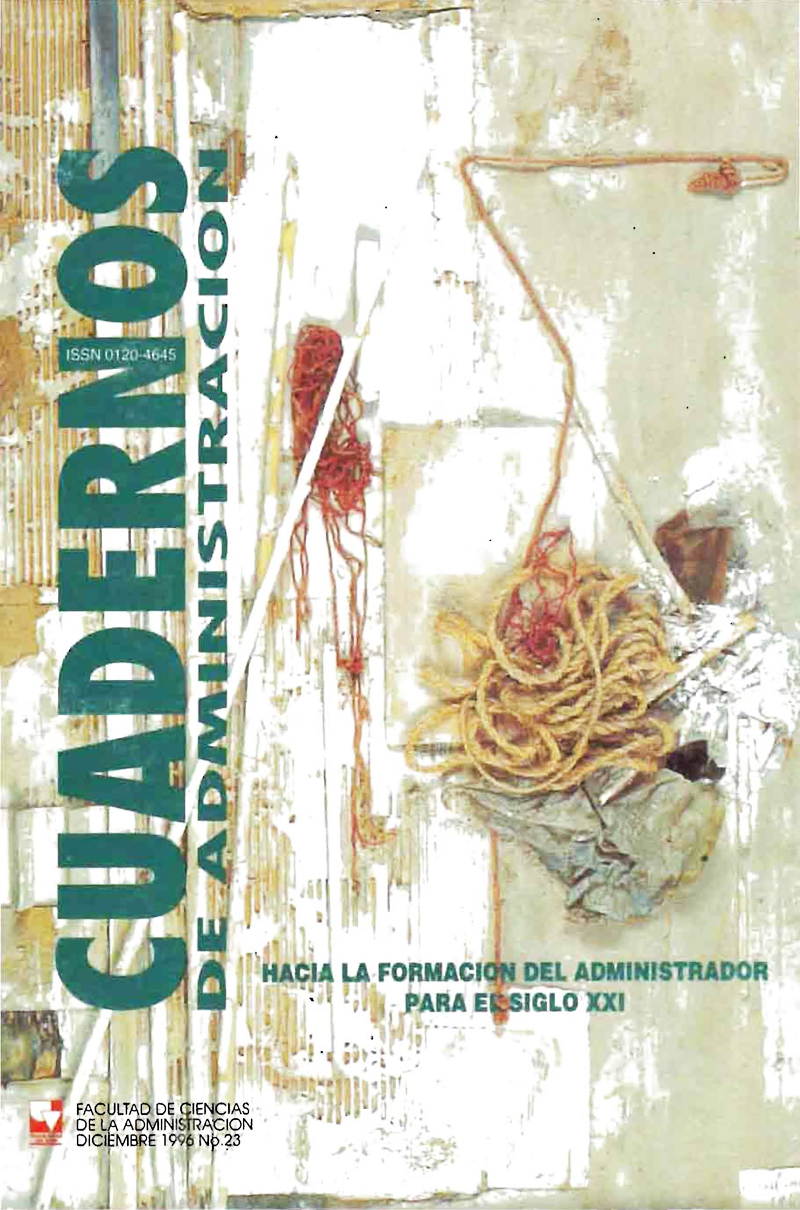 CUADERNOS
DE ADMINISTRACION
ISSN 0120-4645
HACIA LA FORMACION DEL ADMINISTRADOR
PARA EL SIGLO XXI
FACULTAD DE CIENCIAS
DE LA ADMINISTRACION
DICIEMBRE 1996 No.23